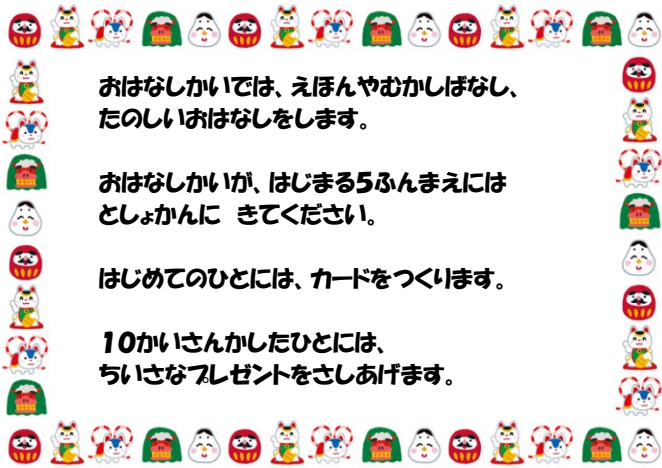 おはなしかいでは、えほんやむかしばなし、
たのしいおはなしをします。
おはなしかいが、はじまる5ふんまえには
としょかんに　きてください。
はじめてのひとには、カードをつくります。
10かいさんかしたひとには、
ちいさなプレゼントをさしあげます。